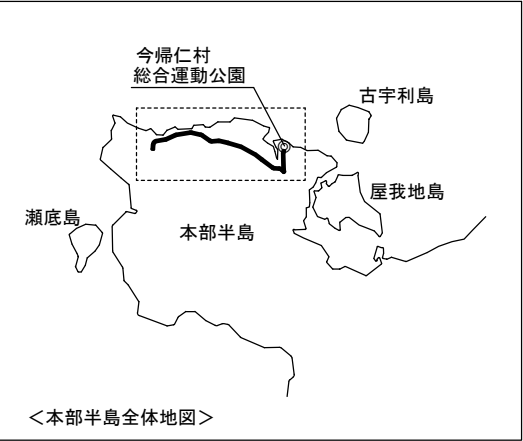 今帰仁村
総合運動公園
古宇利島
屋我地島
瀬底島
本部半島
＜本部半島全体地図＞